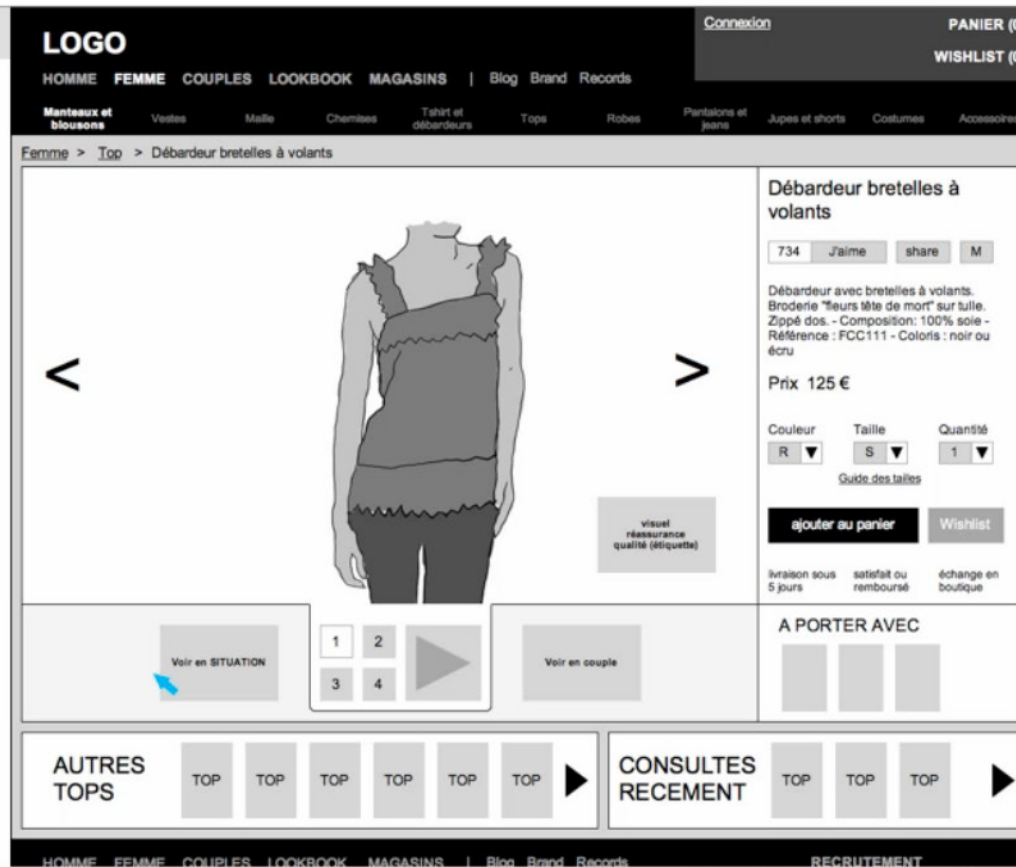 Connexion
PANIER (0
LOGO
WISHLIST (0
HOMME FEMME COUPLES LOOKBOOK MAGASINS | Blog Brand Records
Manteaux et
blousons
Vestes
Maille
Chemises
Tshirt et
débardeurs
Tops
Robes
Pantalons et
jeans
Jupes et shorts
Costumes
Accessoires
Femme > Top > Débardeur bretelles à volants
Débardeur bretelles à
volants
734 J'aime share M
Débardeur avec bretelles à volants.
Broderie "fleurs tête de mort" sur tulle.
Zippé dos. - Composition: 100% soie -
Référence : FCC111 - Coloris : noir ou
écru
<
>
Prix 125 €
Couleur Taille Quantité
R ▼ S ▼ 1 ▼
Guide des tailles
visuel
réassurance
qualité (étiquette)
ajouter au panier Wishlist
livraison sous
5 jours
satisfait ou
remboursé
échange en
boutique
Voir en SITUATION
1 2
3 4
Voir en couple
A PORTER AVEC
AUTRES
TOPS
TOP TOP TOP TOP TOP TOP
CONSULTES
RECEMENT
TOP TOP TOP
HOMME FEMME COUPLES LOOKBOOK MAGASINS | Blog Brand Records
RECRUTEMENT